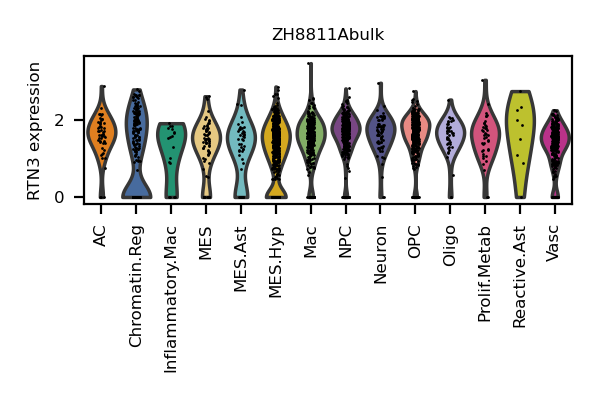 ZH8811Abulk
RTN3 expression
2
0
AC
Chromatin.Reg
Inflammatory.Mac
MES
MES.Ast
MES.Hyp
Mac
NPC
Neuron
OPC
Oligo
Prolif.Metab
Reactive.Ast
Vasc